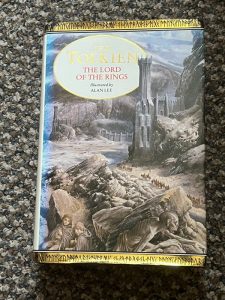 TOLKIEN
THE LORD
OF THE RINGS
Illustrated by
ALAN LEE